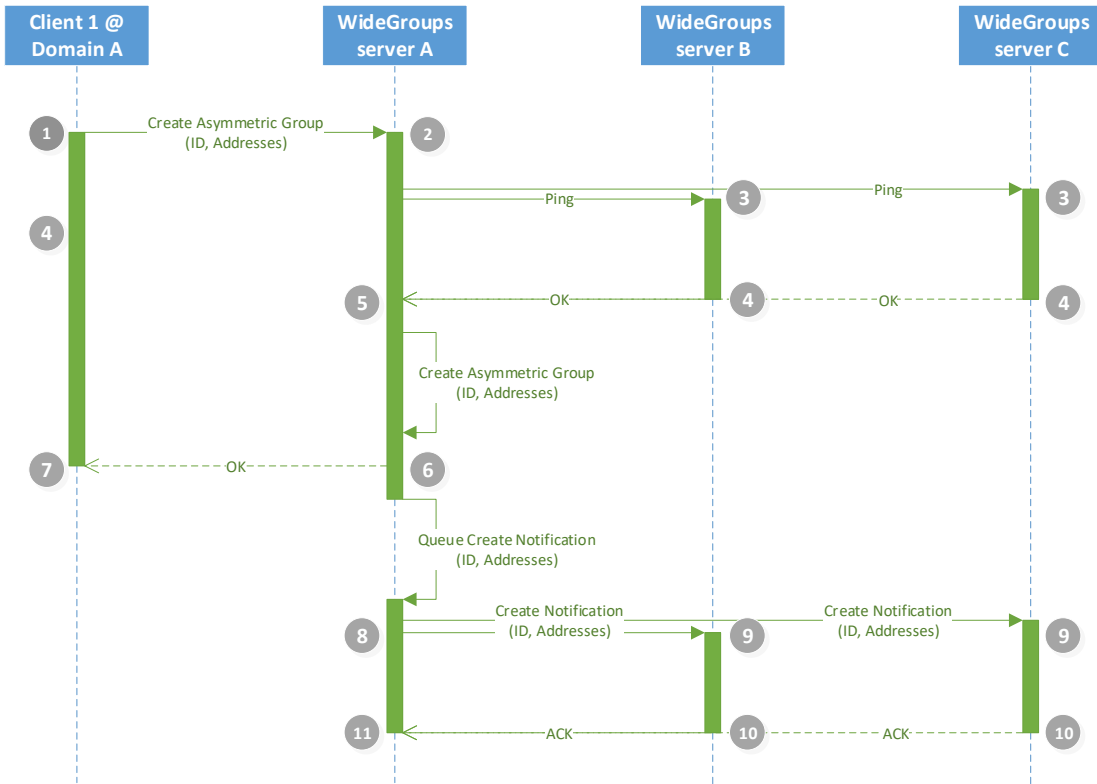 Client 1 @
Domain A
WideGroups
server A
WideGroups
server B
WideGroups
server C
1
Create Asymmetric Group
(ID, Addresses)
2
Ping
3
Ping
3
4
5
OK
4
OK
4
Create Asymmetric Group
(ID, Addresses)
7
OK
6
Queue Create Notification
(ID, Addresses)
8
Create Notification
(ID, Addresses)
9
Create Notification
(ID, Addresses)
9
11
ACK
10
ACK
10